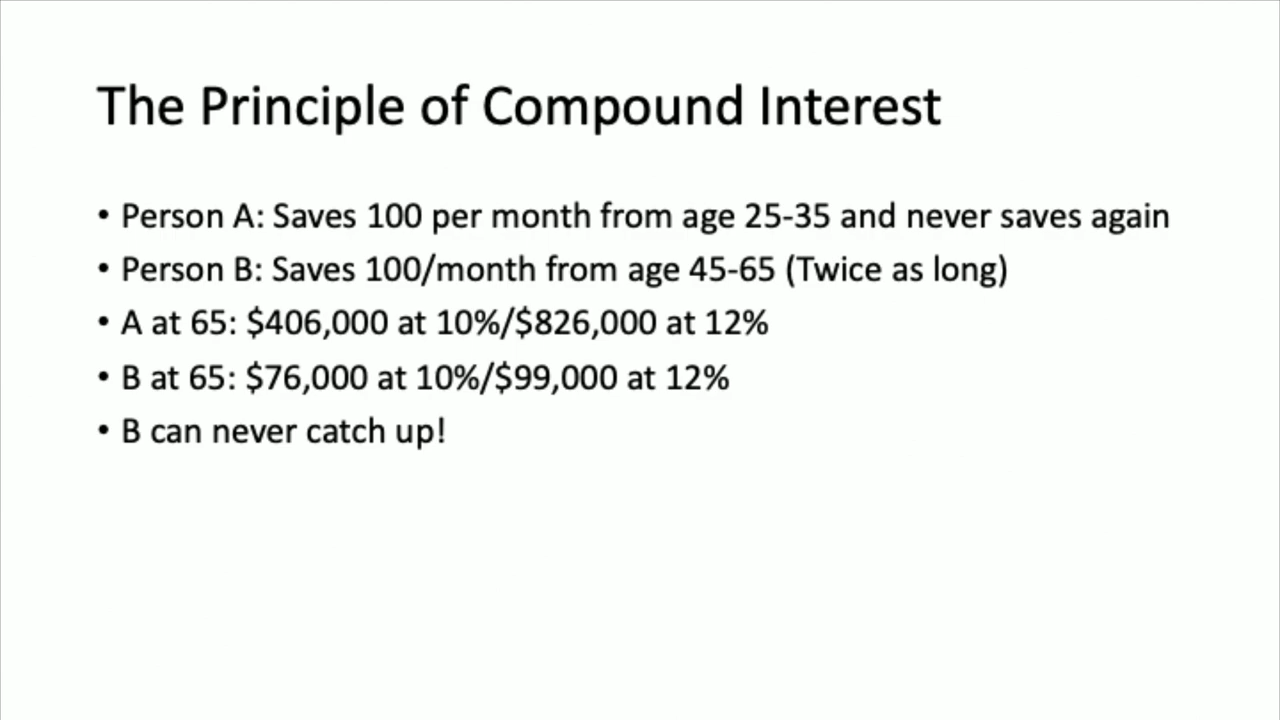 The Principle of Compound Interest
• Person A: Saves 100 per month from age 25-35 and never saves again
• Person B: Saves 100/month from age 45-65 (Twice as long)
• A at 65: $406,000 at 10%/$826,000 at 12%
• B at 65: $76,000 at 10%/$99,000 at 12%
• B can never catch up!